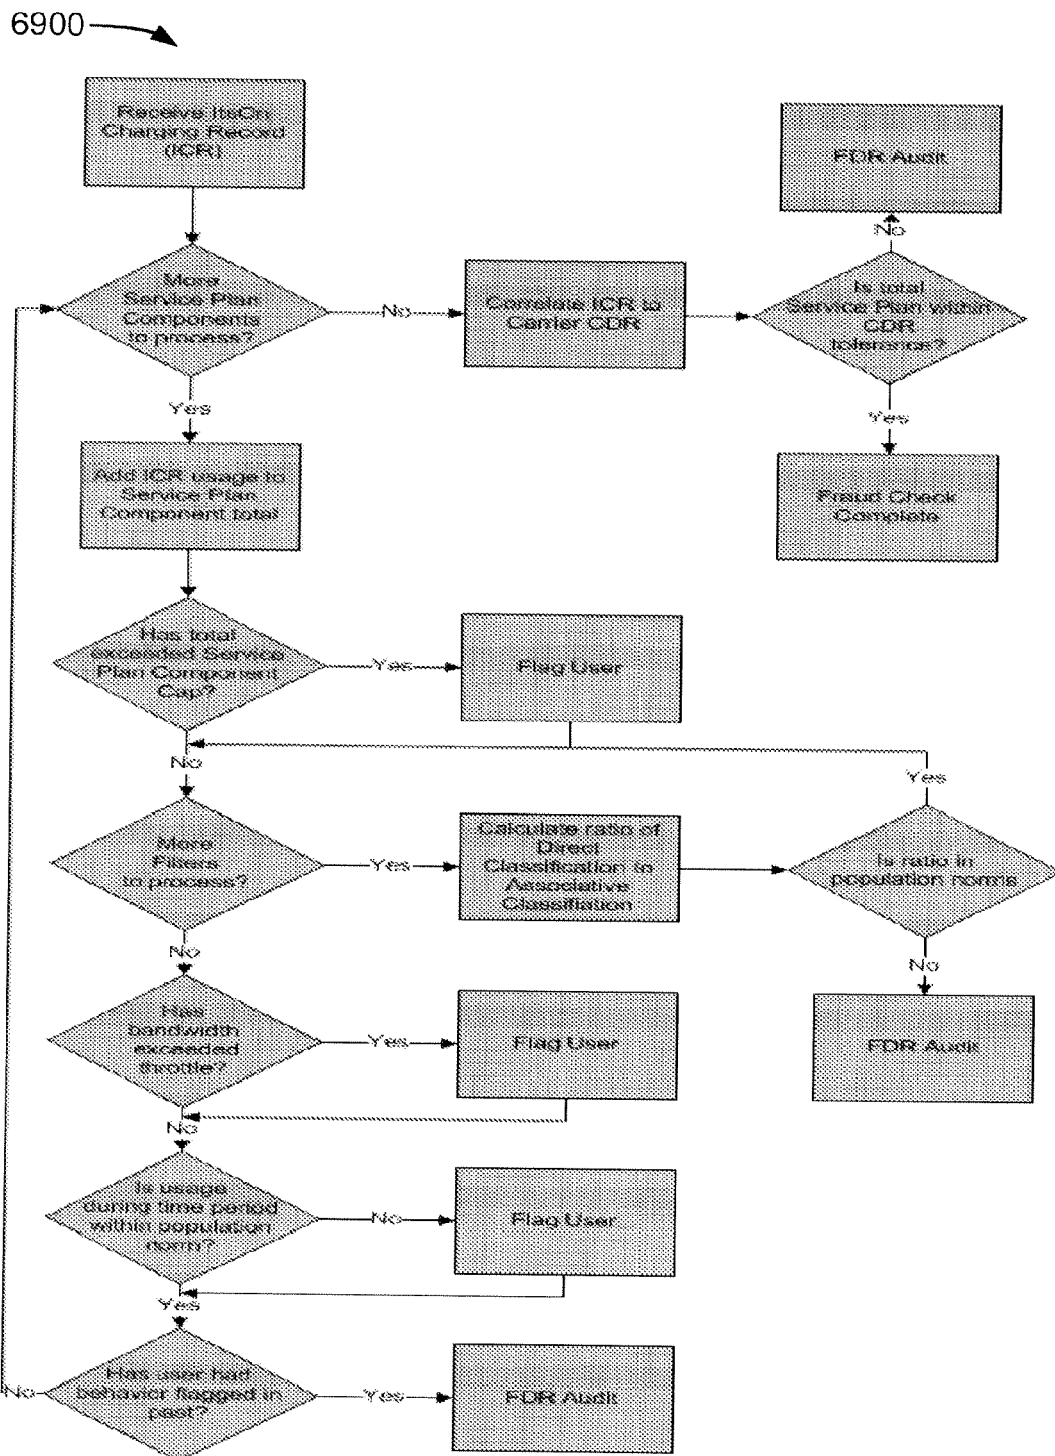 6900
Receive ItsOn
Charging Record
(ICR)
FDR Audit
No
More
Service Plan
Components
to process?
No
Correlate ICR to
Carrier CDR
Is total
Service Plan within
CDR
tolerence?
Yes
Yes
Add ICR usage to
Service Plan
Component total
Fraud Check
Complete
Has total
exceeded Service
Plan Component
Cap?
Yes
Flag User
No
Yes
More
Filters
to process?
Yes
Calculate ratio of
Direct
Classification to
Associative
Classifiation
Is ratio in
population norms
No
No
Has
bandwidth
exceeded
throttle?
Yes
Flag User
FDR Audit
No
Is usage
during time period
within population
norm?
No
Flag User
Yes
Has user had
behavior flagged in
past?
No
Yes
FDR Audit